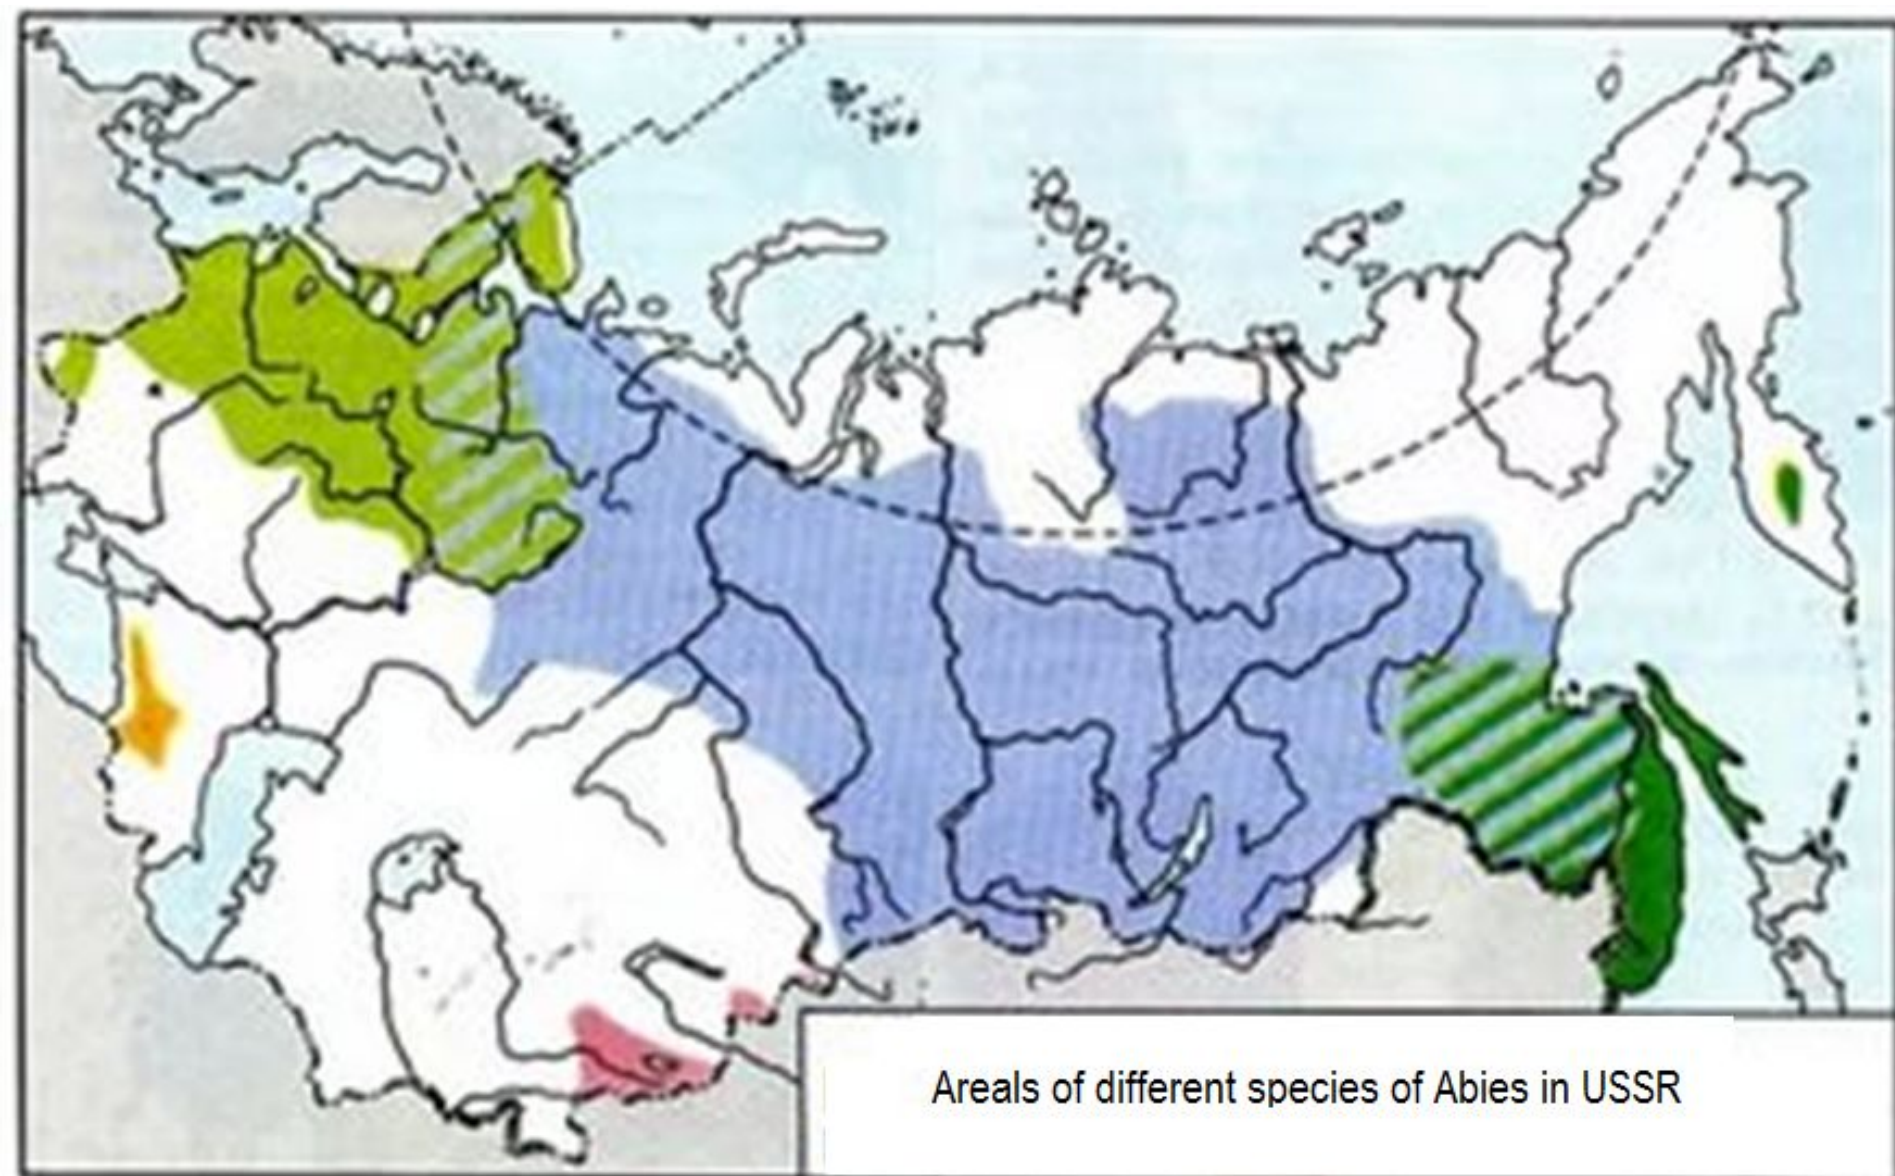 Areals of different species of Abies in USSR